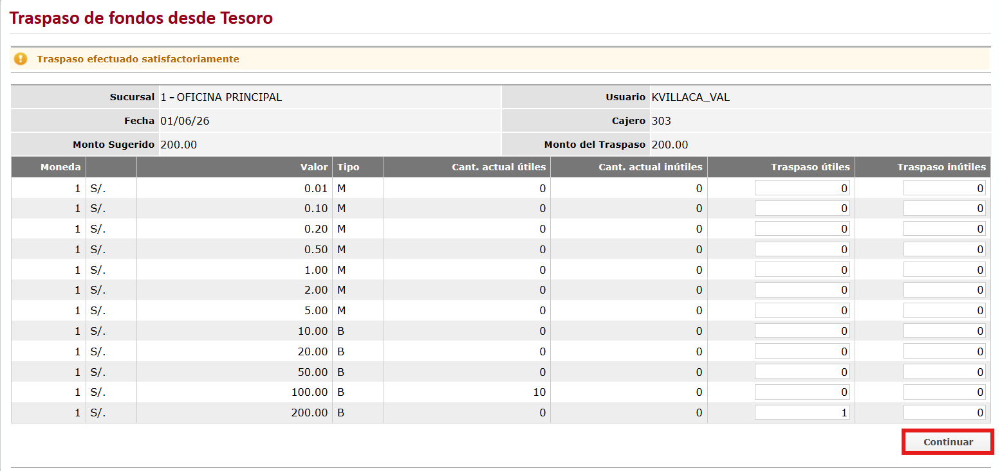 Traspaso de fondos desde Tesoro
Traspaso efectuado satisfactoriamente
Sucursal 1 - OFICINA PRINCIPAL Usuario KVILLACA_VAL
Fecha 01/06/26 Cajero 303
Monto Sugerido 200.00 Monto del Traspaso 200.00
Moneda Valor Tipo Cant. actual útiles Cant. actual inútiles Traspaso útiles Traspaso inútiles
1 S/. 0.01 M 0 0 0 0
1 S/. 0.10 M 0 0 0 0
1 S/. 0.20 M 0 0 0 0
1 S/. 0.50 M 0 0 0 0
1 S/. 1.00 M 0 0 0 0
1 S/. 2.00 M 0 0 0 0
1 S/. 5.00 M 0 0 0 0
1 S/. 10.00 B 0 0 0 0
1 S/. 20.00 B 0 0 0 0
1 S/. 50.00 B 0 0 0 0
1 S/. 100.00 B 10 0 0 0
1 S/. 200.00 B 0 0 1 0
Continuar